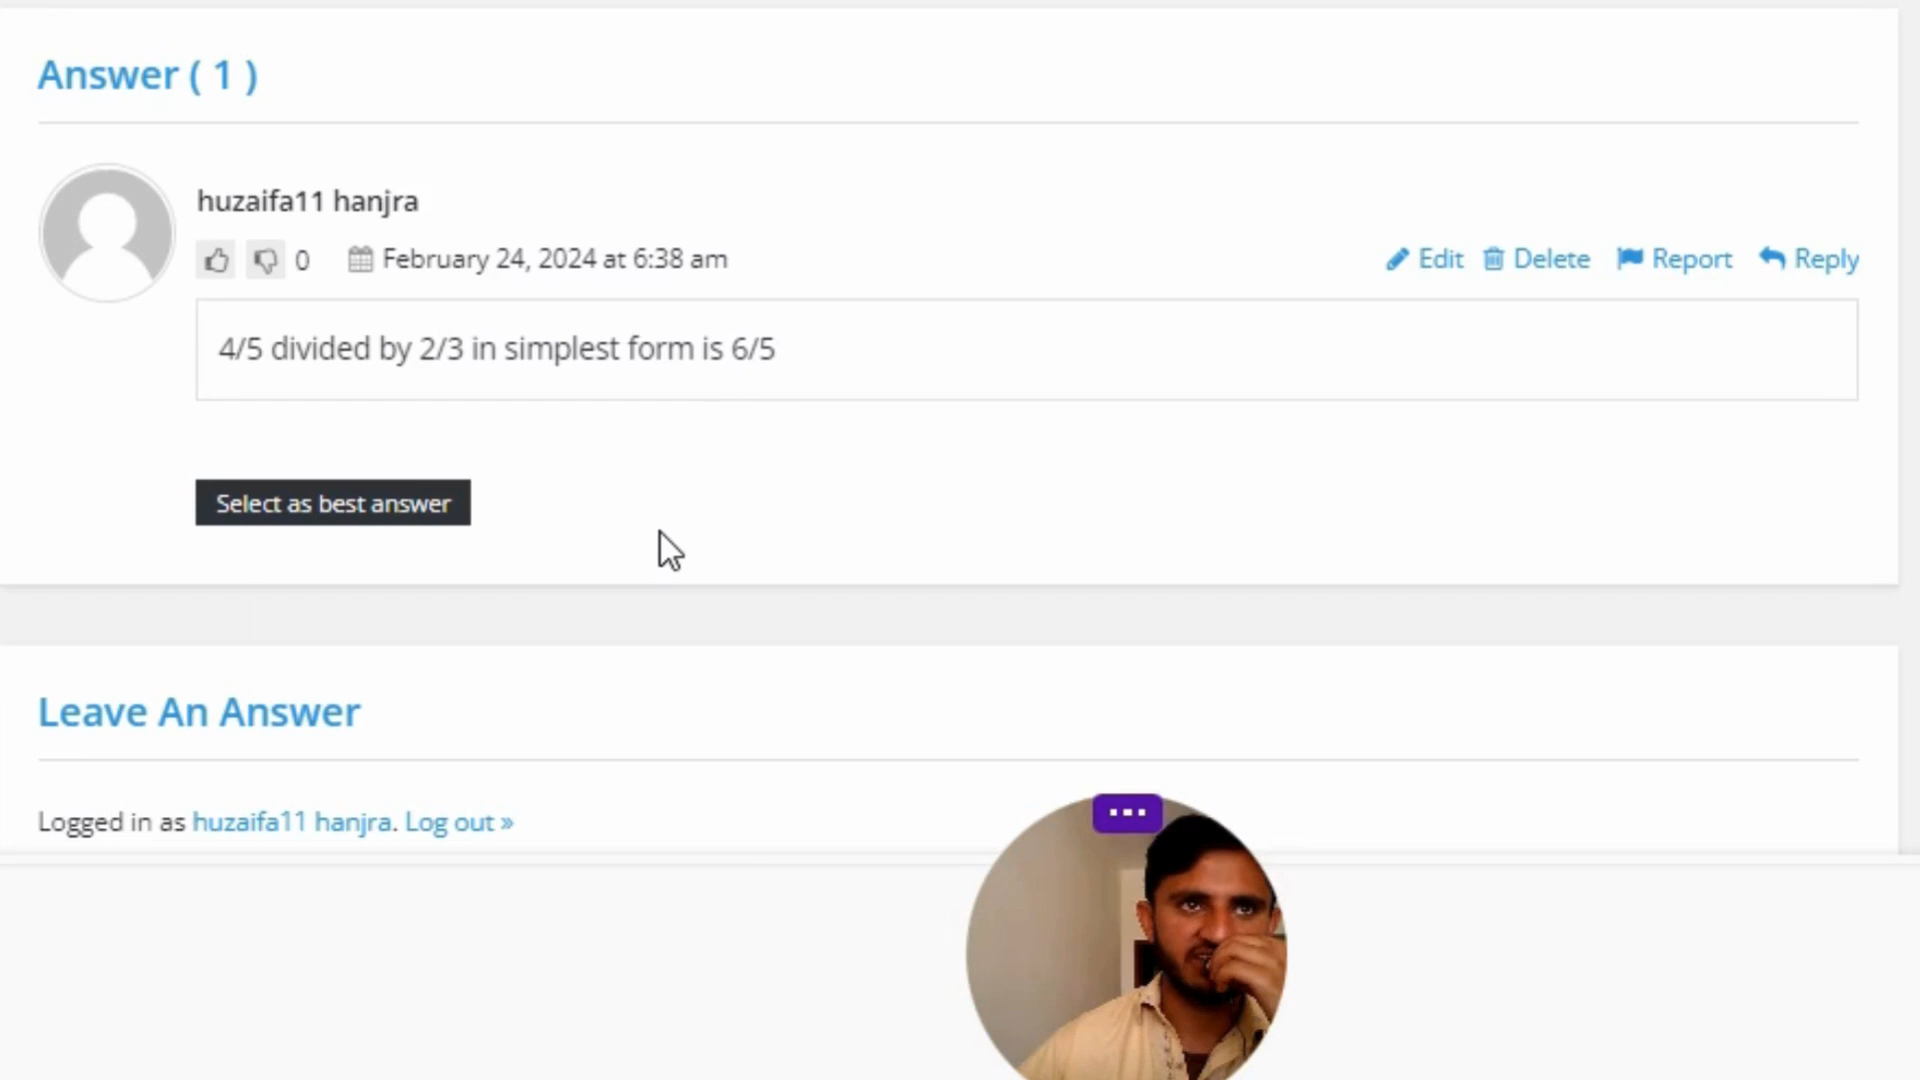 Answer ( 1 )
huzaifa11 hanjra
0 February 24, 2024 at 6:38 am Edit Delete Report Reply
4/5 divided by 2/3 in simplest form is 6/5
Select as best answer
Leave An Answer
Logged in as huzaifa11 hanjra. Log out »